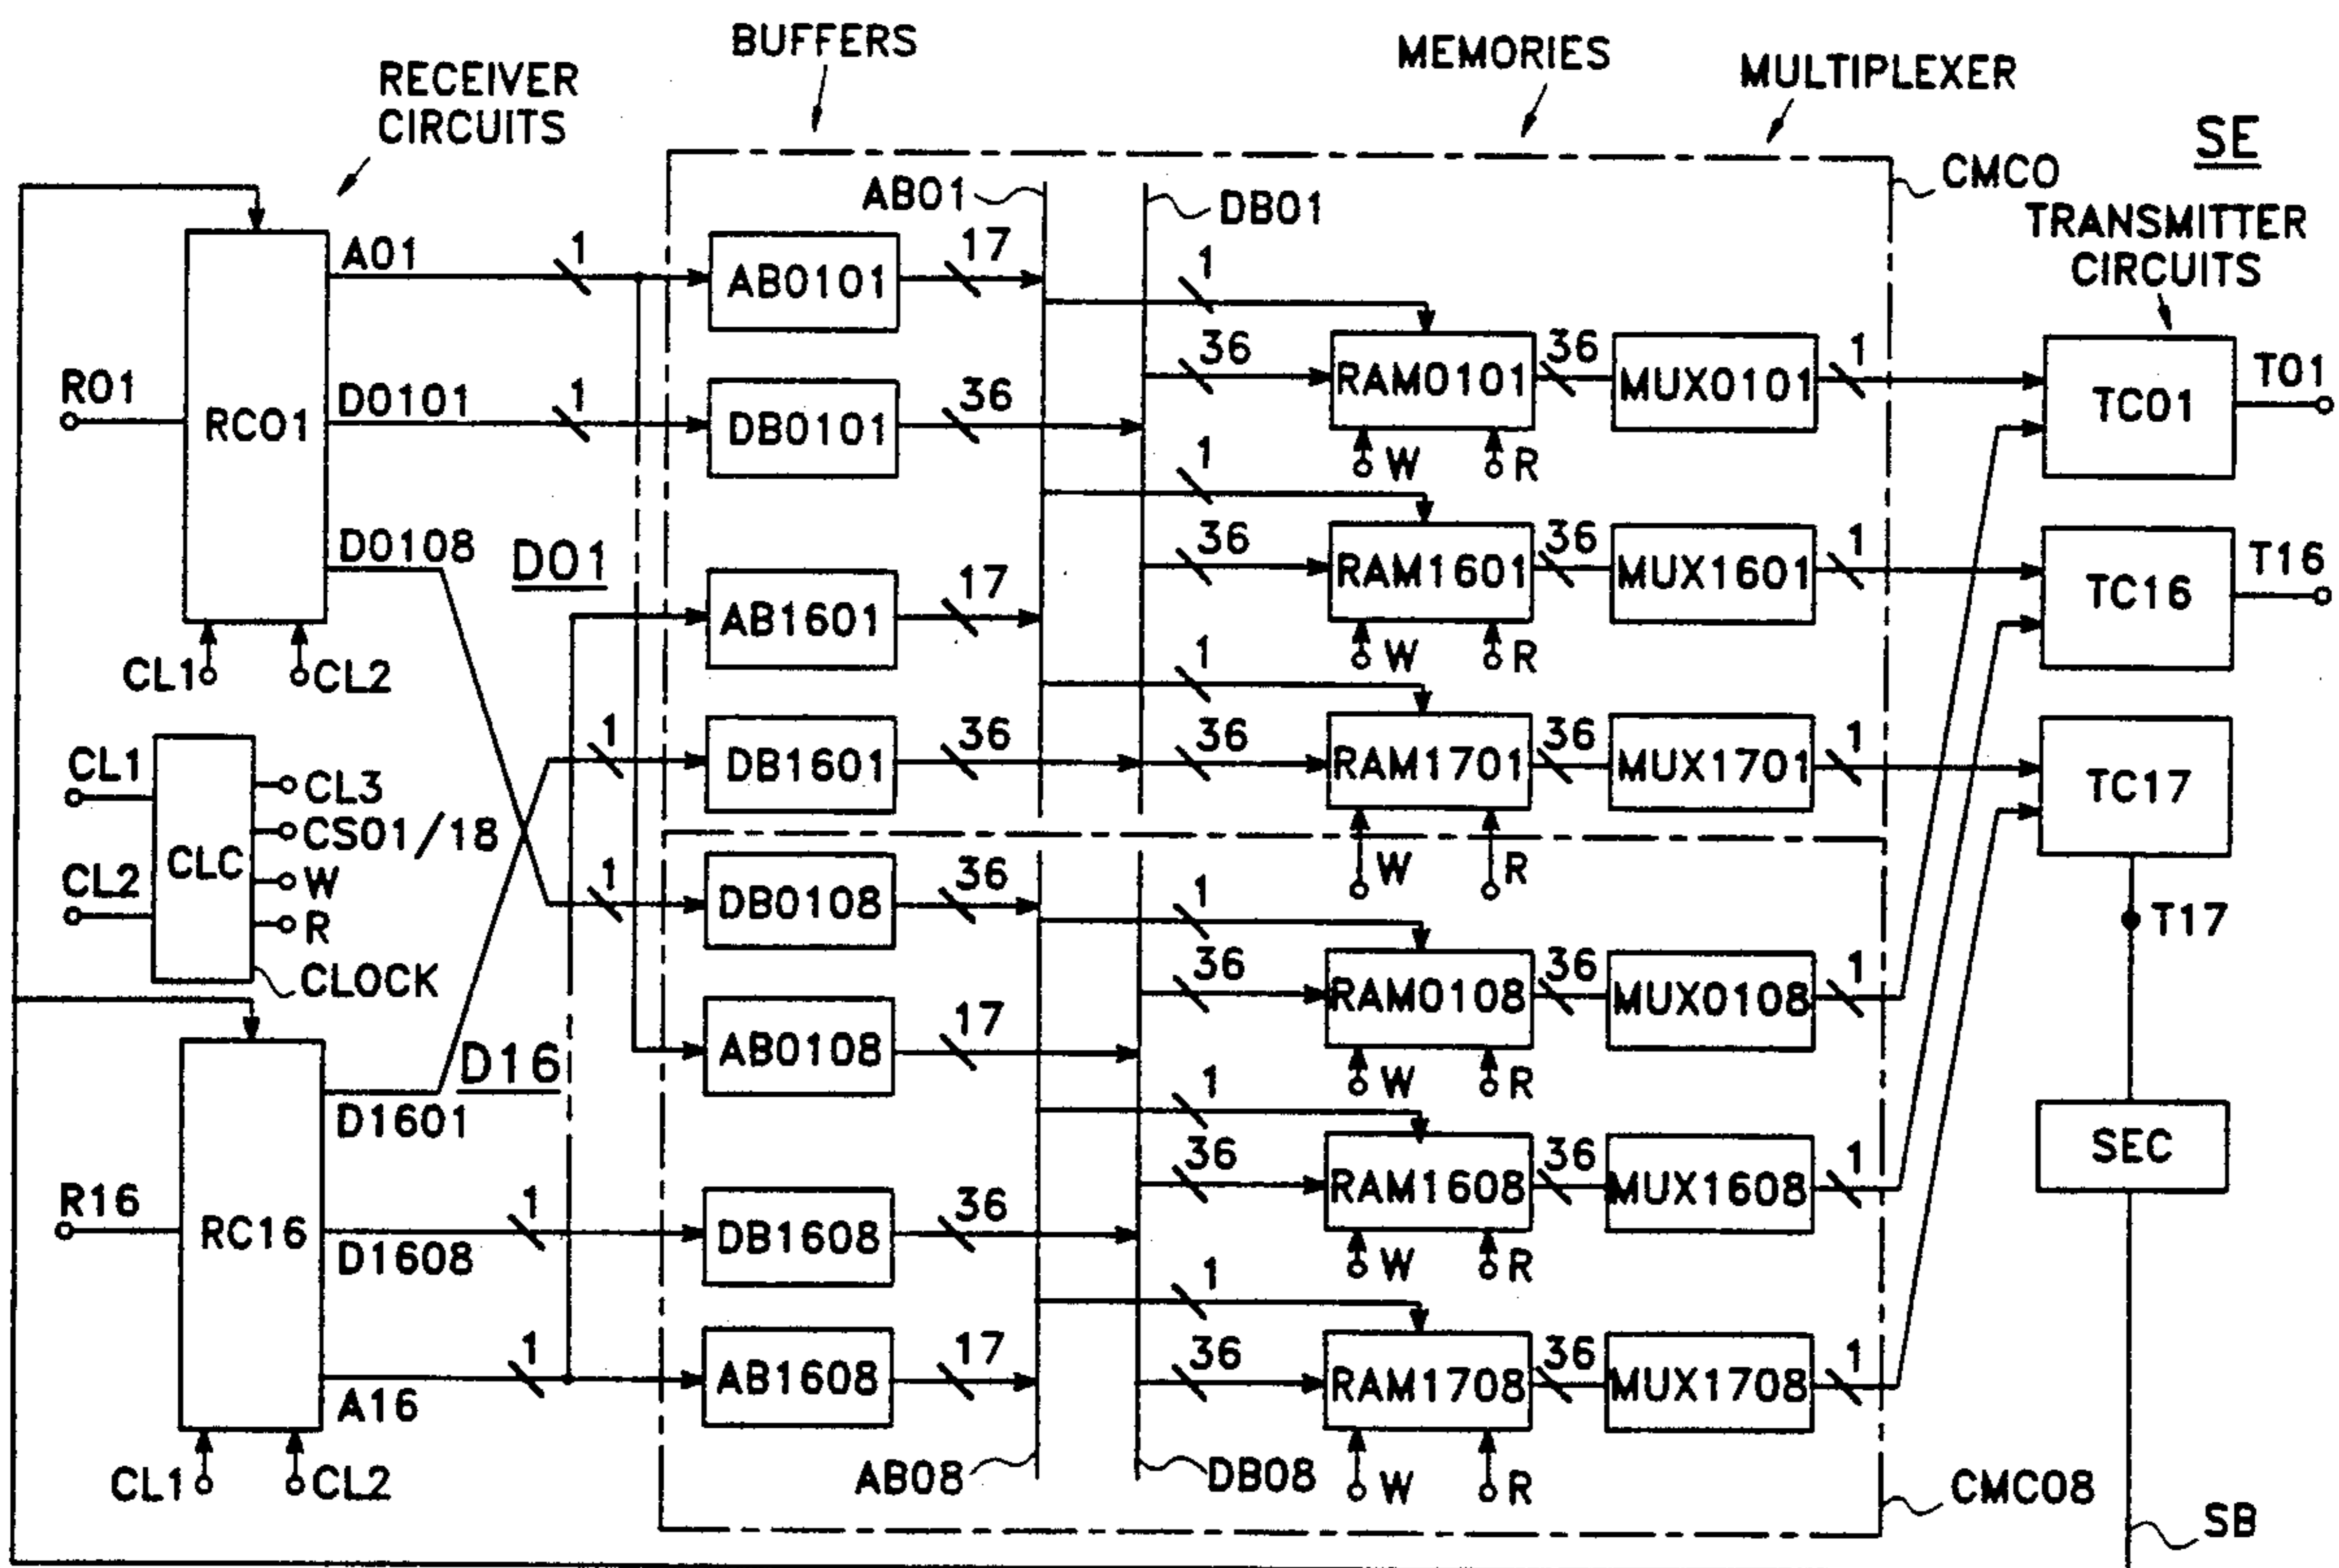 BUFFERS
MEMORIES
MULTIPLEXER
RECEIVER
CIRCUITS
SE
CMC0
AB01
DB01
TRANSMITTER
CIRCUITS
A01
1
AB0101
17
1
R01
RC01
D0101
1
DB0101
36
36
RAM0101
36
MUX0101
1
TC01
T01
W
R
D0108
D01
1
36
RAM1601
36
MUX1601
1
TC16
T16
W
R
AB1601
17
CL1
CL2
1
1
DB1601
36
36
RAM1701
36
MUX1701
1
TC17
W
R
CL1
CL2
CLC
CL3
CS01/18
W
R
CLOCK
1
DB0108
36
1
T17
36
RAM0108
36
MUX0108
1
W
R
AB0108
17
D16
D1601
1
36
RAM1608
36
MUX1608
1
W
R
SEC
R16
RC16
1
D1608
DB1608
36
1
1
A16
AB1608
17
36
RAM1708
36
MUX1708
1
W
R
CL1
CL2
AB08
DB08
CMC08
SB